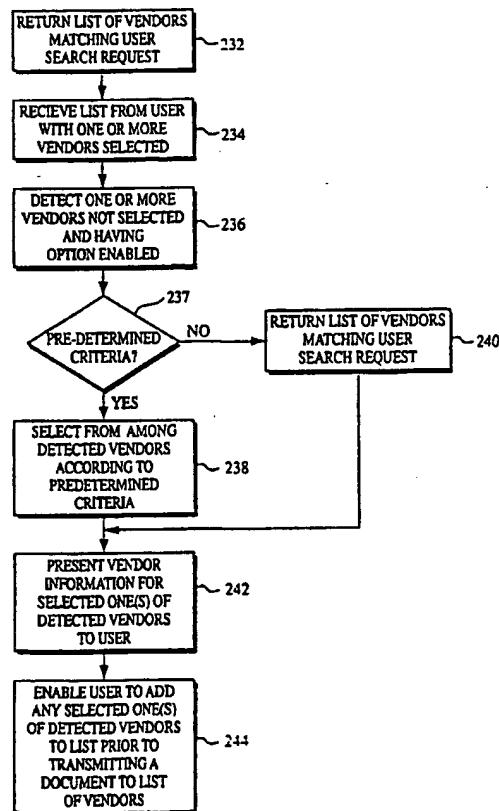 RETURN LIST OF VENDORS
MATCHING USER
SEARCH REQUEST
232
RECIEVE LIST FROM USER
WITH ONE OR MORE
VENDORS SELECTED
234
DETECT ONE OR MORE
VENDORS NOT SELECTED
AND HAVING
OPTION ENABLED
236
237
PRE-DETERMINED
CRITERIA?
NO
RETURN LIST OF VENDORS
MATCHING USER
SEARCH REQUEST
240
YES
SELECT FROM AMONG
DETECTED VENDORS
ACCORDING TO
PREDETERMINED
CRITERIA
238
PRESENT VENDOR
INFORMATION FOR
SELECTED ONE(S) OF
DETECTED VENDORS
TO USER
242
ENABLE USER TO ADD
ANY SELECTED ONE(S)
OF DETECTED VENDORS
TO LIST PRIOR TO
TRANSMITTING A
DOCUMENT TO LIST
OF VENDORS
244